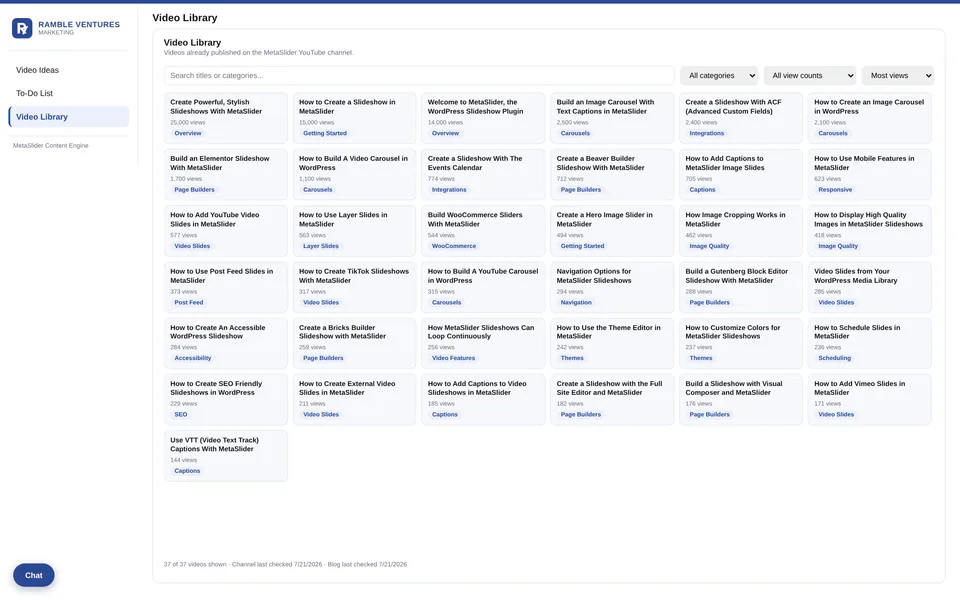 RAMBLE VENTURES
MARKETING
Video Ideas
To-Do List
Video Library
MetaSlider Content Engine
Chat
Video Library
Video Library
Videos already published on the MetaSlider YouTube channel.
Search titles or categories...
All categories
All view counts
Most views
Create Powerful, Stylish
Slideshows With MetaSlider
25,000 views
Overview
How to Create a Slideshow in
MetaSlider
15,000 views
Getting Started
Welcome to MetaSlider, the
WordPress Slideshow Plugin
14,000 views
Overview
Build an Image Carousel With
Text Captions in MetaSlider
2,500 views
Carousels
Create a Slideshow With ACF
(Advanced Custom Fields)
2,400 views
Integrations
How to Create an Image Carousel
in WordPress
2,100 views
Carousels
Build an Elementor Slideshow
With MetaSlider
1,700 views
Page Builders
How to Build A Video Carousel in
WordPress
1,100 views
Carousels
Create a Slideshow With The
Events Calendar
774 views
Integrations
Create a Beaver Builder
Slideshow With MetaSlider
712 views
Page Builders
How to Add Captions to
MetaSlider Image Slides
705 views
Captions
How to Use Mobile Features in
MetaSlider
623 views
Responsive
How to Add YouTube Video
Slides in MetaSlider
577 views
Video Slides
How to Use Layer Slides in
MetaSlider
563 views
Layer Slides
Build WooCommerce Sliders
With MetaSlider
544 views
WooCommerce
Create a Hero Image Slider in
MetaSlider
494 views
Getting Started
How Image Cropping Works in
MetaSlider
462 views
Image Quality
How to Display High Quality
Images in MetaSlider Slideshows
418 views
Image Quality
How to Use Post Feed Slides in
MetaSlider
373 views
Post Feed
How to Create TikTok Slideshows
With MetaSlider
317 views
Video Slides
How to Build A YouTube Carousel
in WordPress
315 views
Carousels
Navigation Options for
MetaSlider Slideshows
294 views
Navigation
Build a Gutenberg Block Editor
Slideshow With MetaSlider
288 views
Page Builders
Video Slides from Your
WordPress Media Library
285 views
Video Slides
How to Create An Accessible
WordPress Slideshow
284 views
Accessibility
Create a Bricks Builder
Slideshow with MetaSlider
259 views
Page Builders
How MetaSlider Slideshows Can
Loop Continuously
256 views
Video Features
How to Use the Theme Editor in
MetaSlider
242 views
Themes
How to Customize Colors for
MetaSlider Slideshows
237 views
Themes
How to Schedule Slides in
MetaSlider
236 views
Scheduling
How to Create SEO Friendly
Slideshows in WordPress
229 views
SEO
How to Create External Video
Slides in MetaSlider
211 views
Video Slides
How to Add Captions to Video
Slideshows in MetaSlider
185 views
Captions
Create a Slideshow with the Full
Site Editor and MetaSlider
182 views
Page Builders
Build a Slideshow with Visual
Composer and MetaSlider
176 views
Page Builders
How to Add Vimeo Slides in
MetaSlider
171 views
Video Slides
Use VTT (Video Text Track)
Captions With MetaSlider
144 views
Captions
37 of 37 videos shown · Channel last checked 7/21/2026 · Blog last checked 7/21/2026